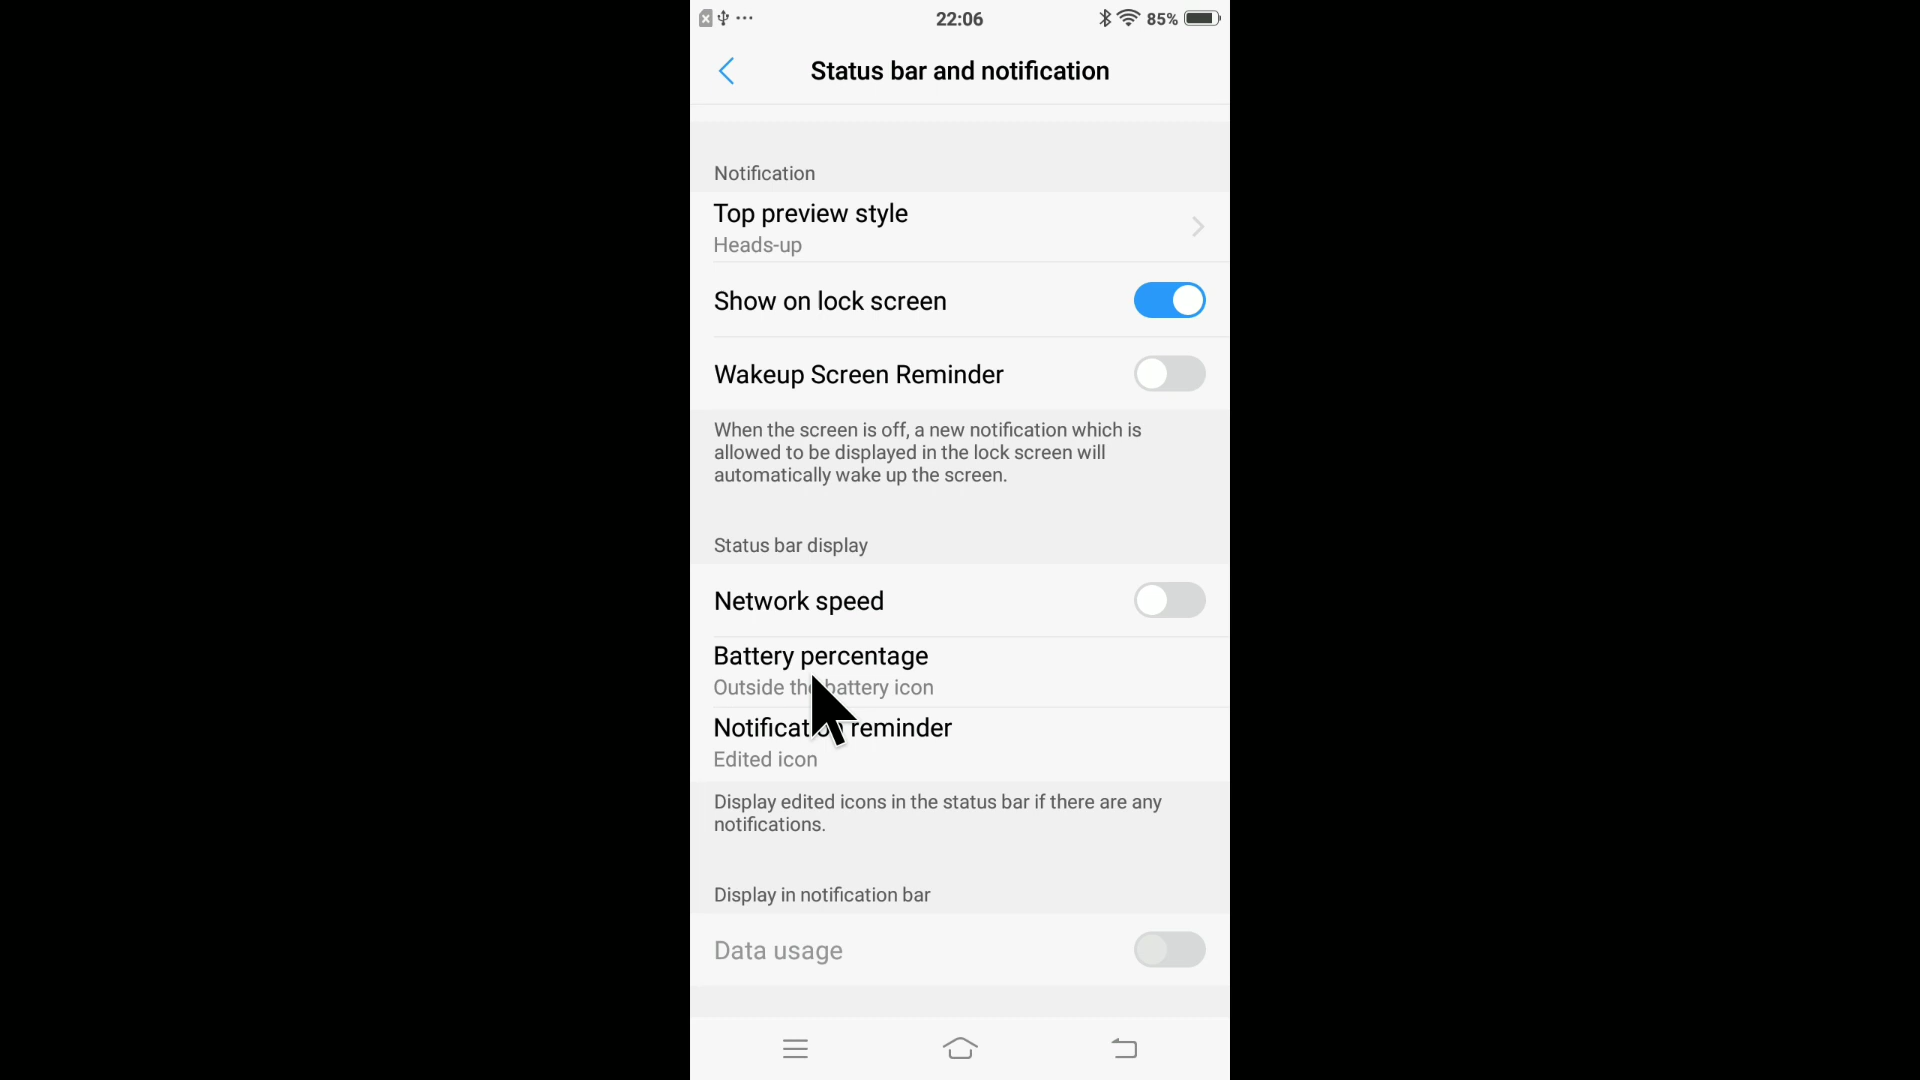 22:06
85%
Status bar and notification
Notification
Top preview style
Heads-up
Show on lock screen
Wakeup Screen Reminder
When the screen is off, a new notification which is
allowed to be displayed in the lock screen will
automatically wake up the screen.
Status bar display
Network speed
Battery percentage
Outside the battery icon
Notification reminder
Edited icon
Display edited icons in the status bar if there are any
notifications.
Display in notification bar
Data usage